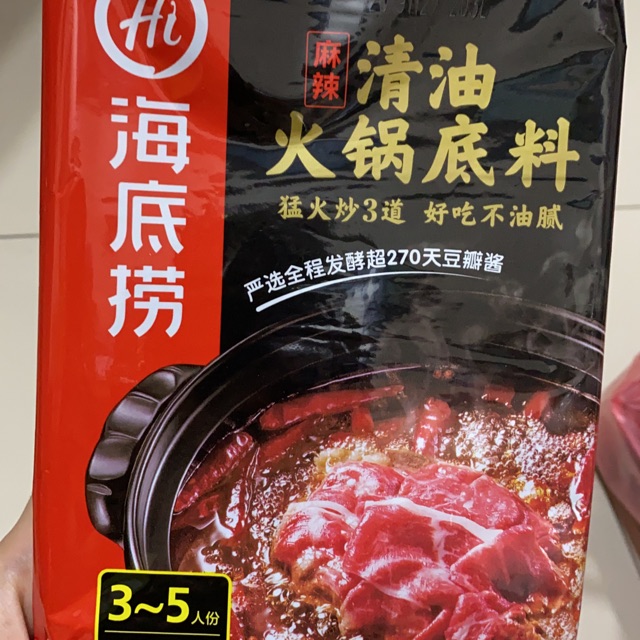 Hi
海底捞
麻辣
清油
火锅底料
猛火炒3道 好吃不油腻
严选全程发酵超270天豆瓣酱
3~5人份